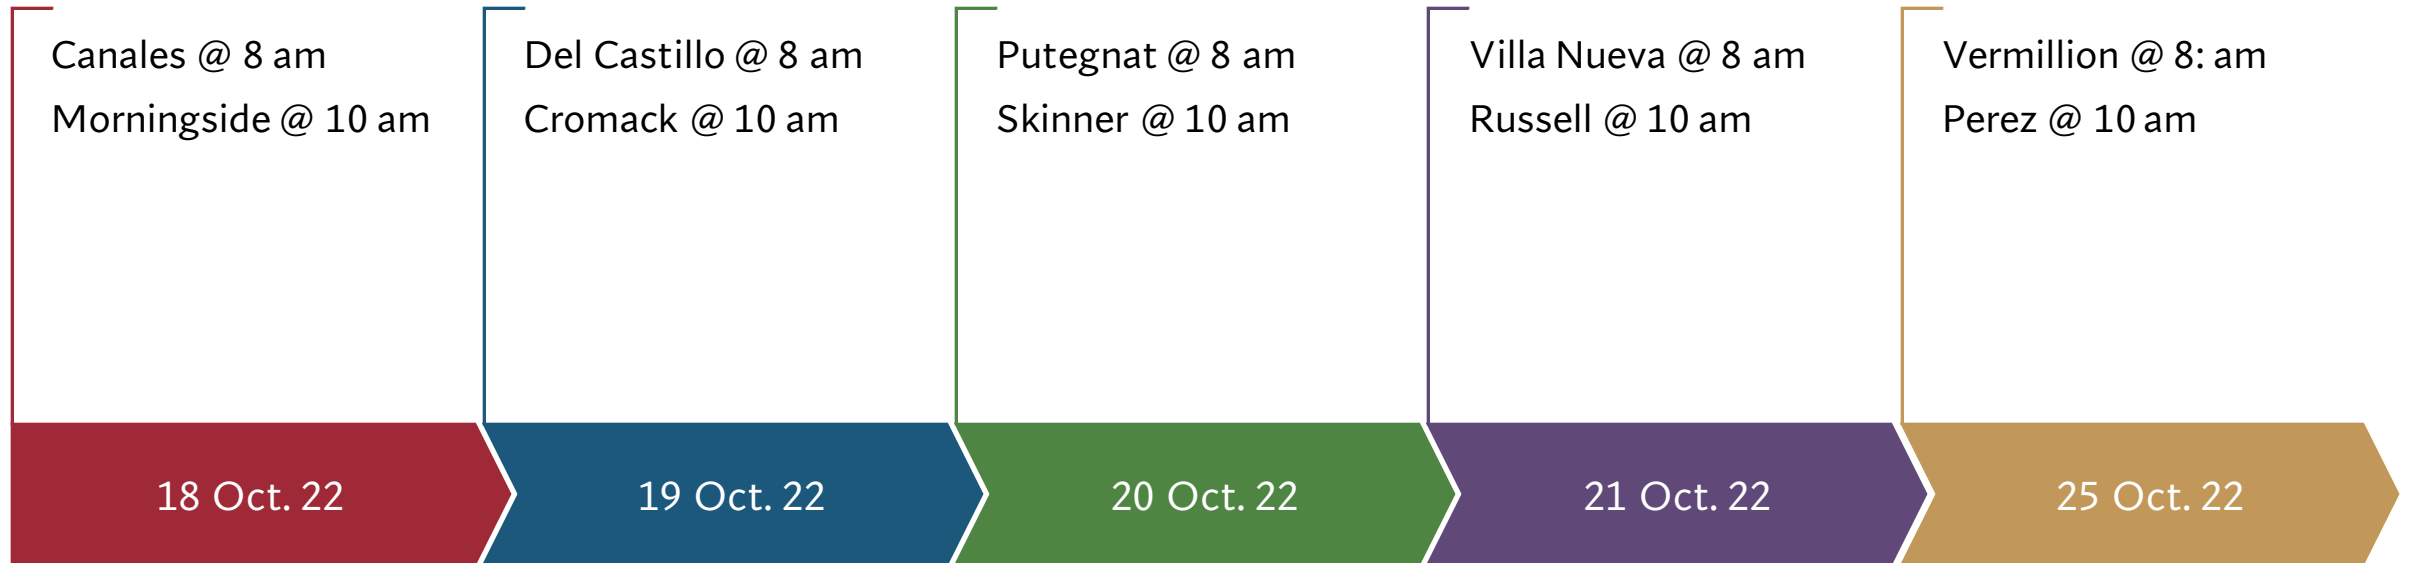 Canales @ 8 am
Morningside @ 10 am
18 Oct. 22
Del Castillo @ 8 am
Cromack @ 10 am
19 Oct. 22
Putegnat @ 8 am
Skinner @ 10 am
20 Oct. 22
Villa Nueva @ 8 am
Russell @ 10 am
21 Oct. 22
Vermillion @ 8: am
Perez @ 10 am
25 Oct. 22